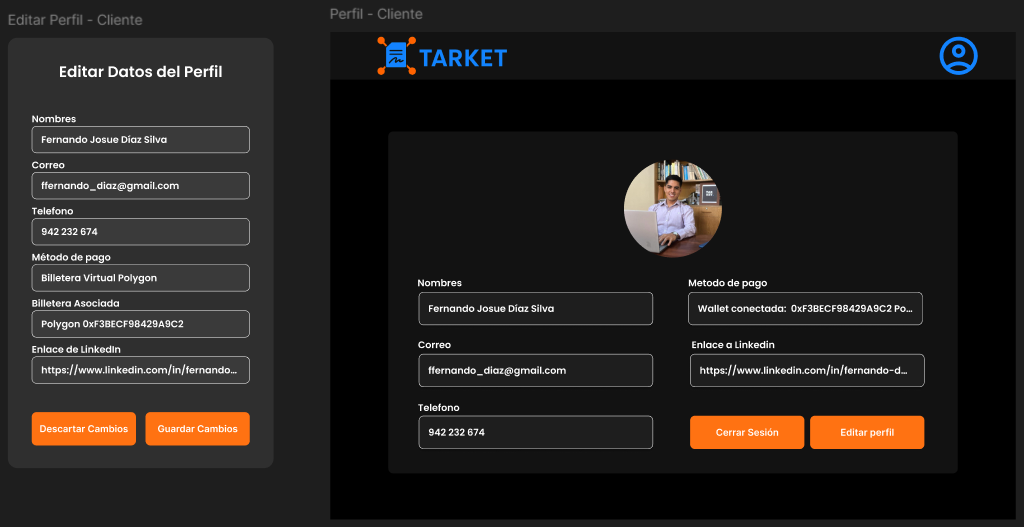 Editar Perfil - Cliente
Editar Datos del Perfil
Nombres
Fernando Josue Díaz Silva
Correo
ffernando_diaz@gmail.com
Telefono
942 232 674
Método de pago
Billetera Virtual Polygon
Billetera Asociada
Polygon 0xF3BECF98429A9C2
Enlace de LinkedIn
https://www.linkedin.com/in/fernando...
Descartar Cambios
Guardar Cambios
Perfil - Cliente
TARKET
Nombres
Fernando Josue Díaz Silva
Correo
ffernando_diaz@gmail.com
Telefono
942 232 674
Metodo de pago
Wallet conectada: 0xF3BECF98429A9C2 Po...
Enlace a Linkedin
https://www.linkedin.com/in/fernando-d...
Cerrar Sesión
Editar perfil